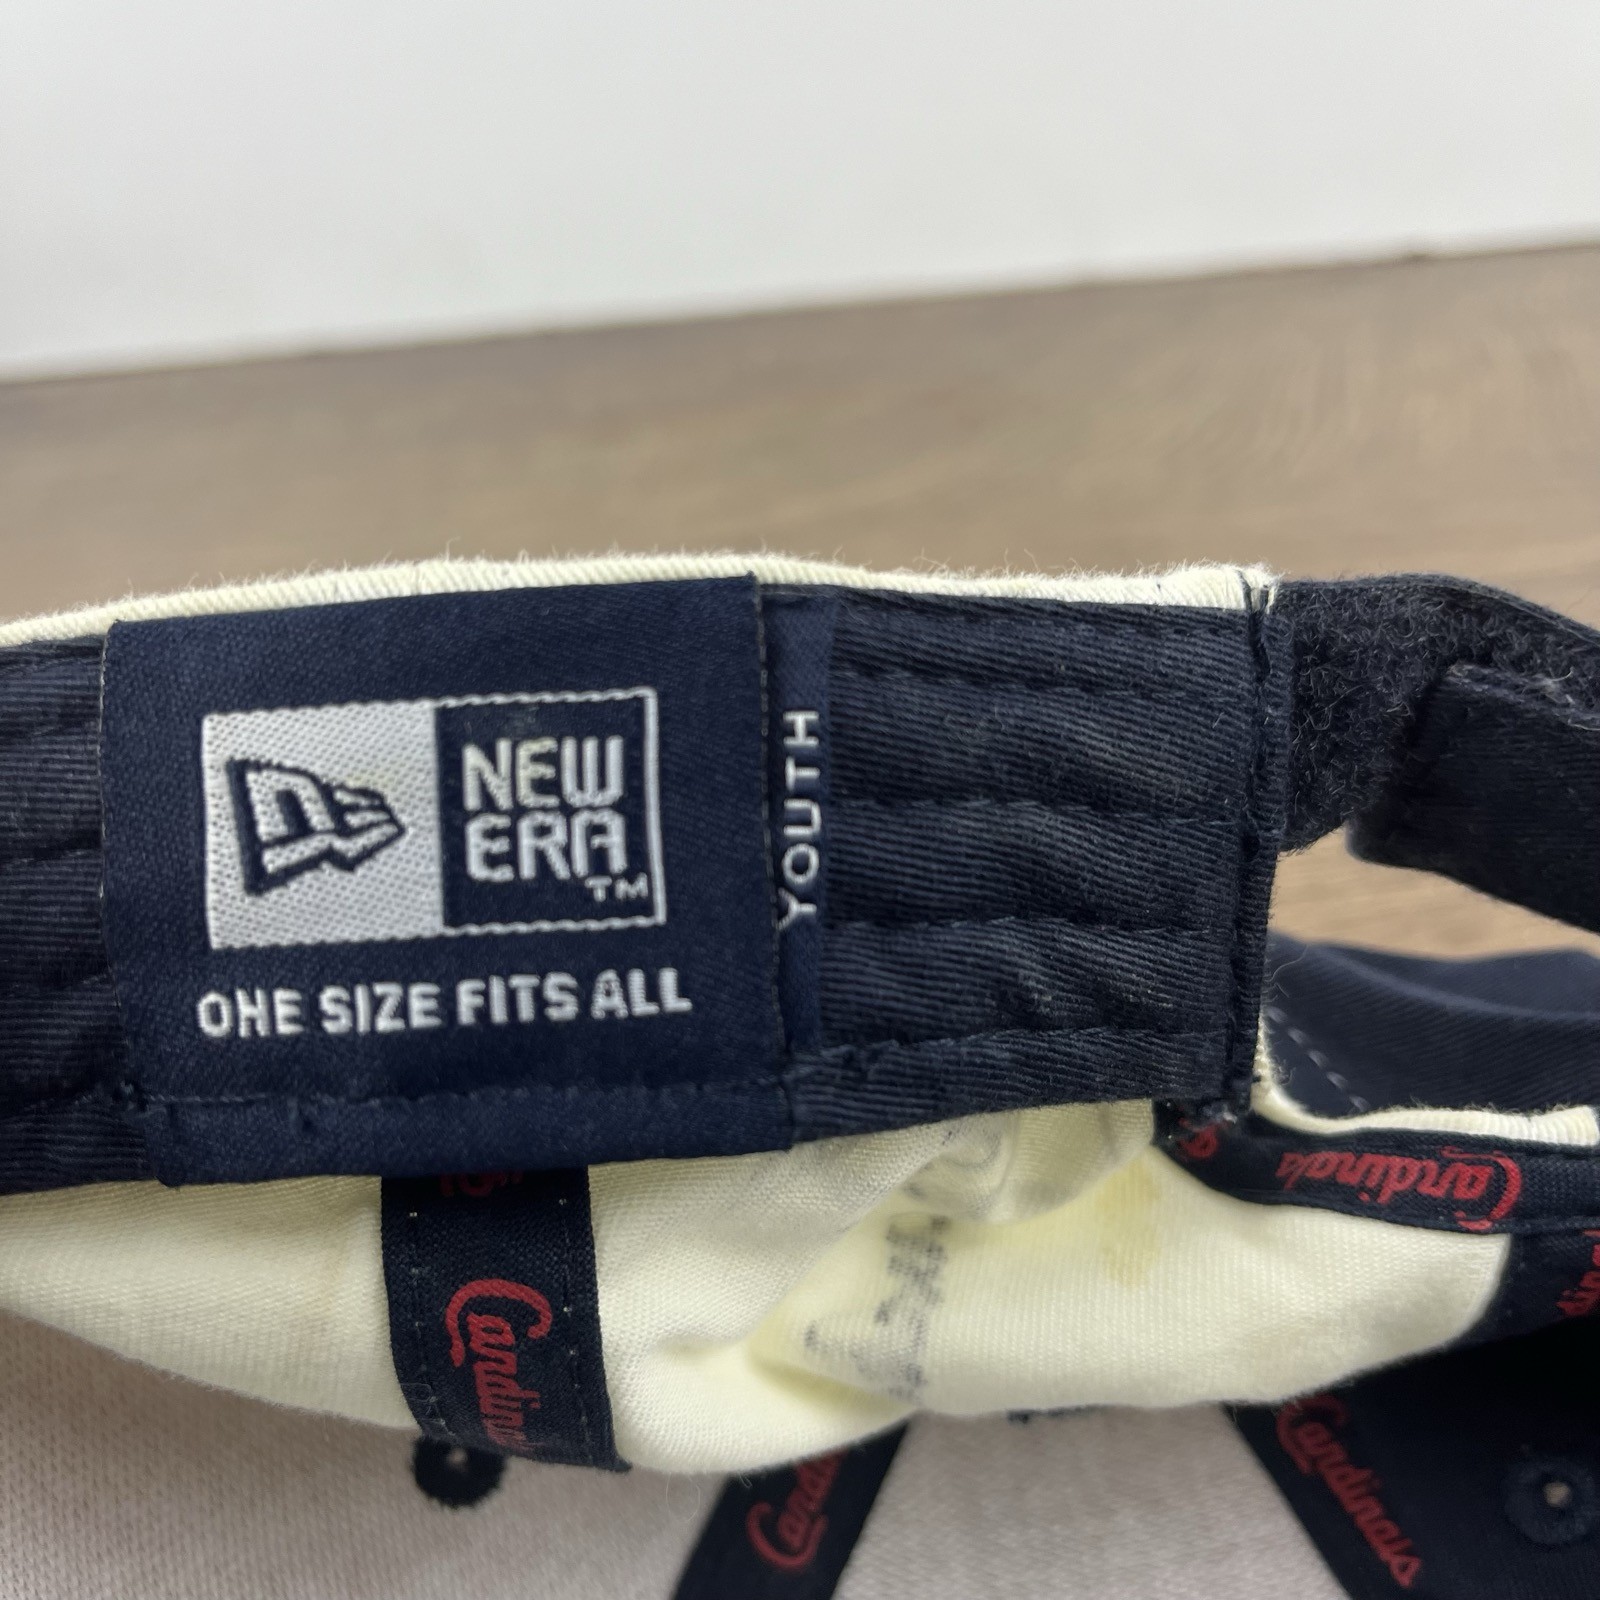 NEW
ERA
TM
ONE SIZE FITS ALL
YOUTH
Cardinals
Cardinals
Cardinals